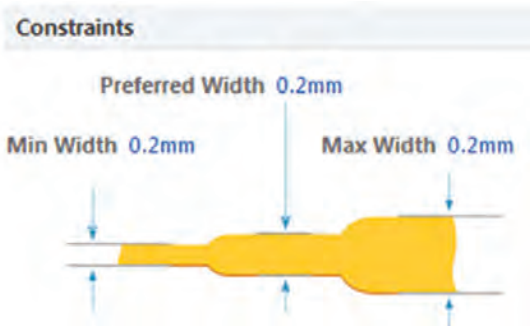 Constraints
Preferred Width 0.2mm
Min Width 0.2mm
Max Width 0.2mm